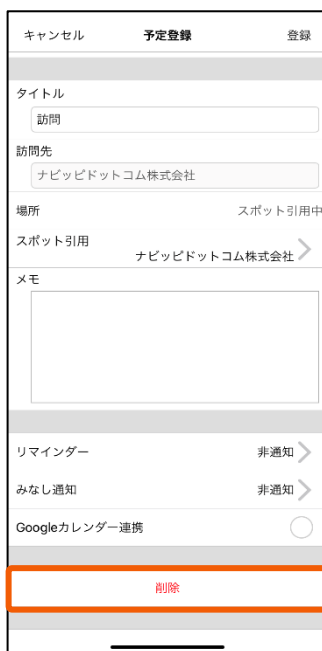 キャンセル 予定登録 登録
タイトル
訪問
訪問先
ナビッピドットコム株式会社
場所 スポット引用中
スポット引用
ナビッピドットコム株式会社
メモ
リマインダー 非通知
みなし通知 非通知
Googleカレンダー連携
削除